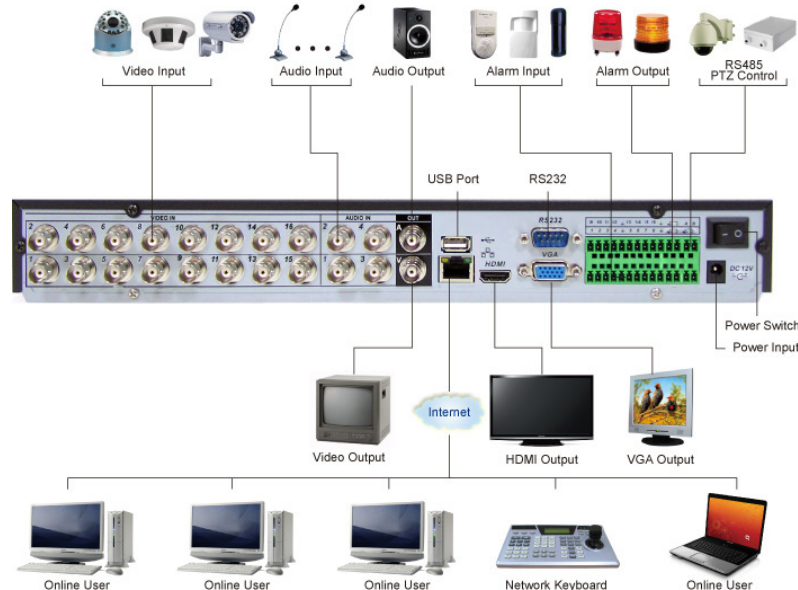 Video Input
Audio Input
Audio Output
Alarm Input
Alarm Output
RS485
PTZ Control
USB Port
RS232
VIDEO IN
AUDIO IN
OUT
RS232
2 4 6 8 10 12 14 16 2 4 A
VGA
HDMI
1 3 5 7 9 11 13 15 1 3 V
DC12V
Power Switch
Power Input
Internet
Video Output
HDMI Output
VGA Output
Online User
Online User
Online User
Network Keyboard
Online User